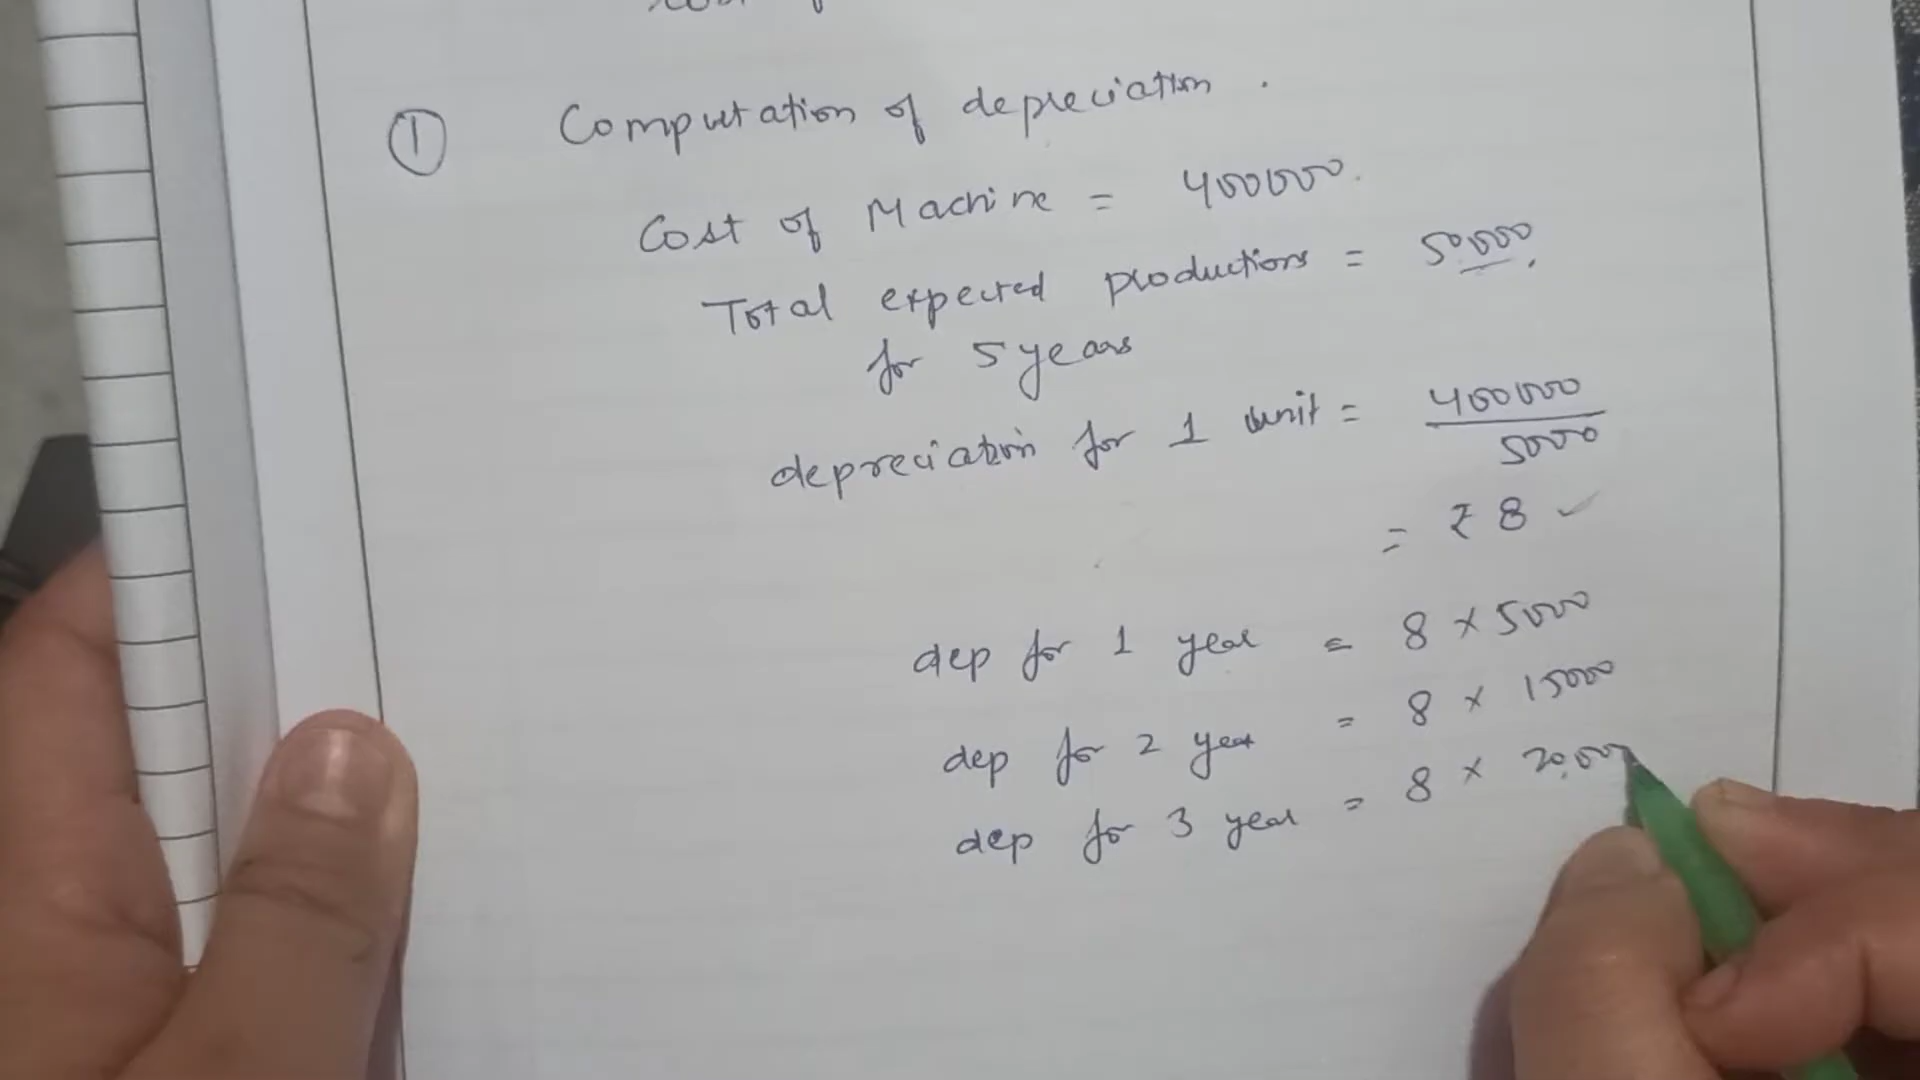 ① Computation of depreciation.
Cost of Machine = 400000.
Total expected productions = 50000.
for 5 years
depreciation for 1 unit = 400000
5000
= ₹ 8 ✓
dep for 1 year = 8 × 5000
dep for 2 year = 8 × 15000
dep for 3 year = 8 × 20,000